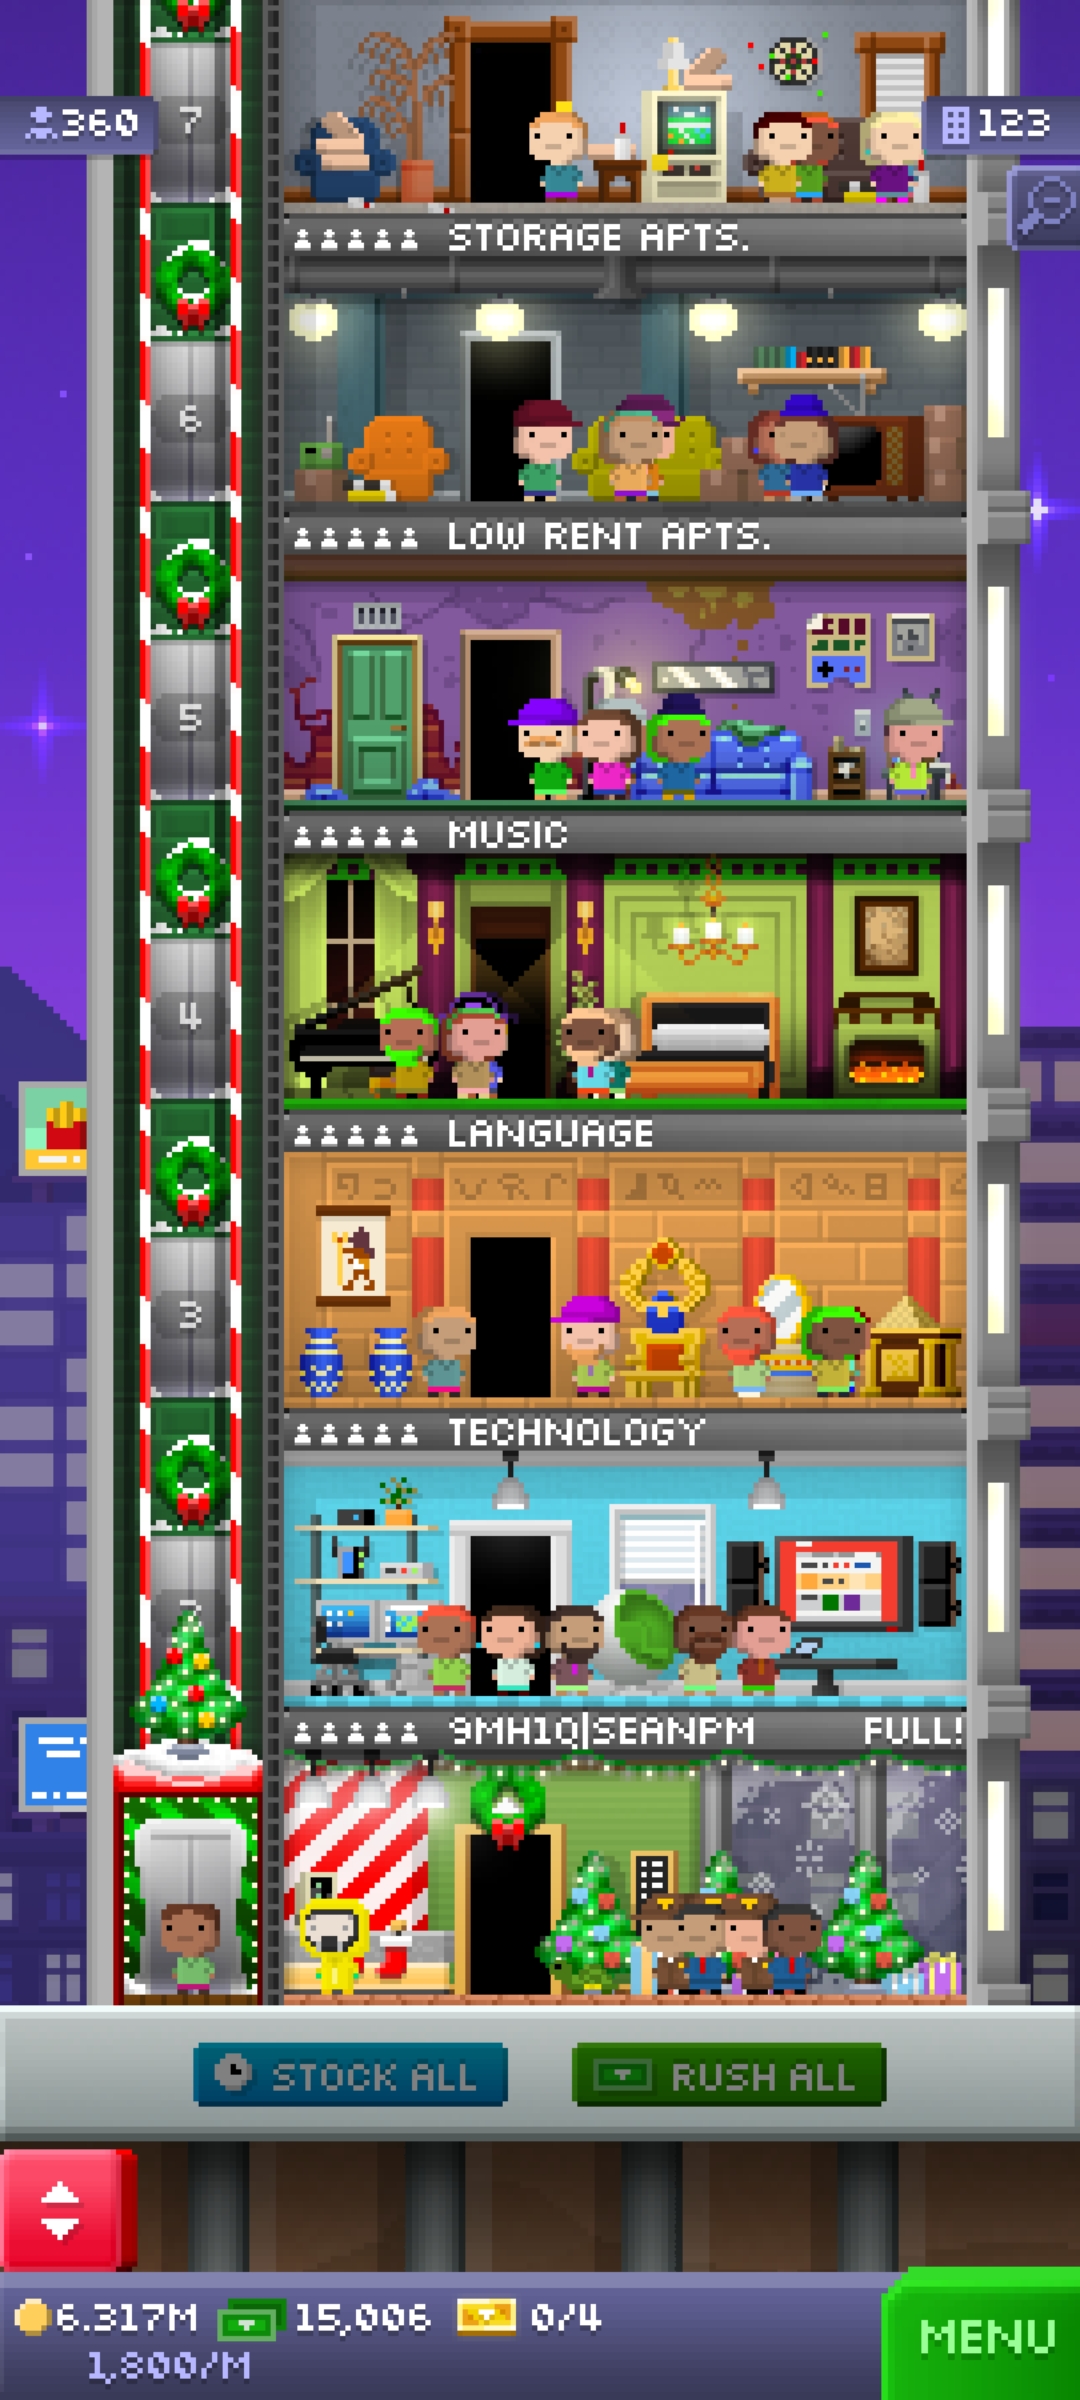 7
360
123
STORAGE APTS.
6
LOW RENT APTS.
5
MUSIC
4
LANGUAGE
3
TECHNOLOGY
9MH1Q|SEANPM FULL!
STOCK ALL
RUSH ALL
6.317M 15,006 0/4
1,800/M
MENU